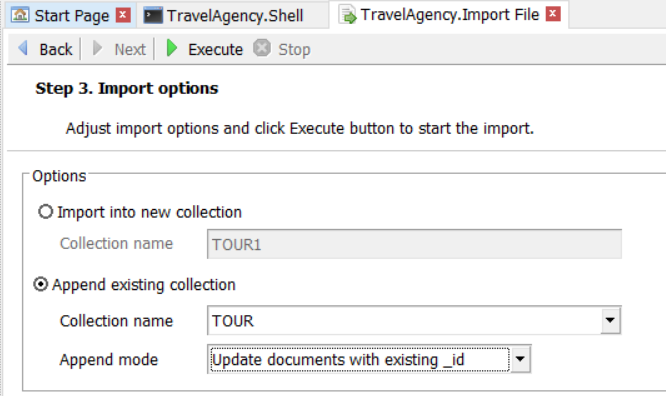 Start Page TravelAgency.Shell TravelAgency.Import File
Back Next Execute Stop
Step 3. Import options
Adjust import options and click Execute button to start the import.
Options
Import into new collection
Collection name TOUR1
Append existing collection
Collection name TOUR
Append mode Update documents with existing _id